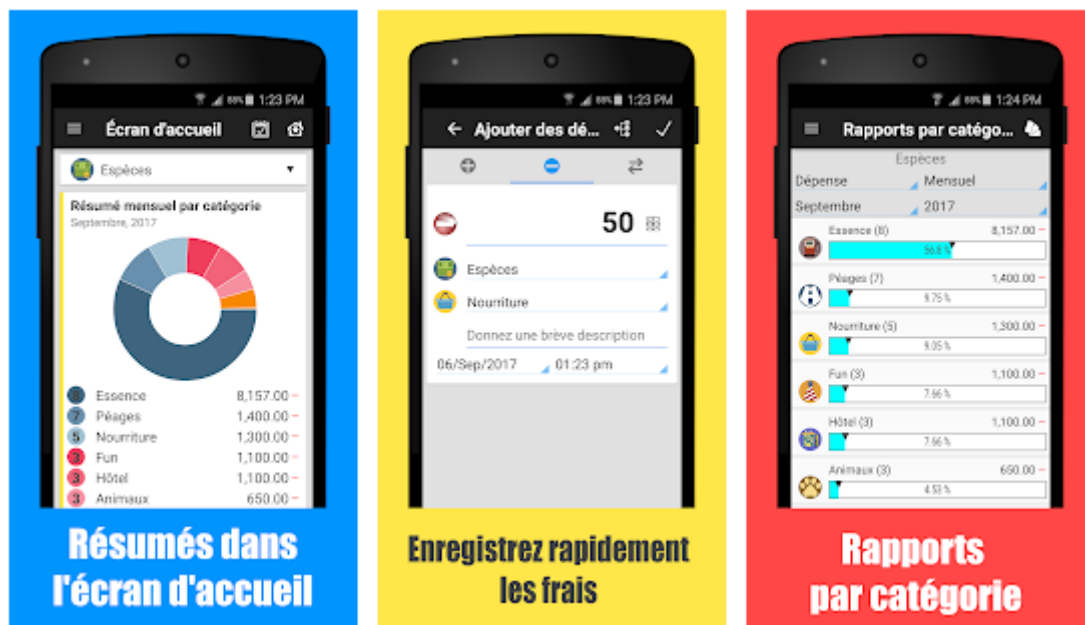 1:23 PM
Écran d'accueil
Espèces
Résumé mensuel par catégorie
Septembre, 2017
8 Essence 8,157.00 −
7 Péages 1,400.00 −
5 Nourriture 1,300.00 −
3 Fun 1,100.00 −
3 Hôtel 1,100.00 −
3 Animaux 650.00 −
Résumés dans
l'écran d'accueil
1:23 PM
Ajouter des dé...
50
Espèces
Nourriture
Donnez une brève description
06/Sep/2017 01:23 pm
Enregistrez rapidement
les frais
1:24 PM
Rapports par catégo...
Espèces
Dépense Mensuel
Septembre 2017
Essence (8) 8,157.00 −
56.8 %
Péages (7) 1,400.00 −
9.75 %
Nourriture (5) 1,300.00 −
9.05 %
Fun (3) 1,100.00 −
7.66 %
Hôtel (3) 1,100.00 −
7.66 %
Animaux (3) 650.00 −
4.53 %
Rapports
par catégorie